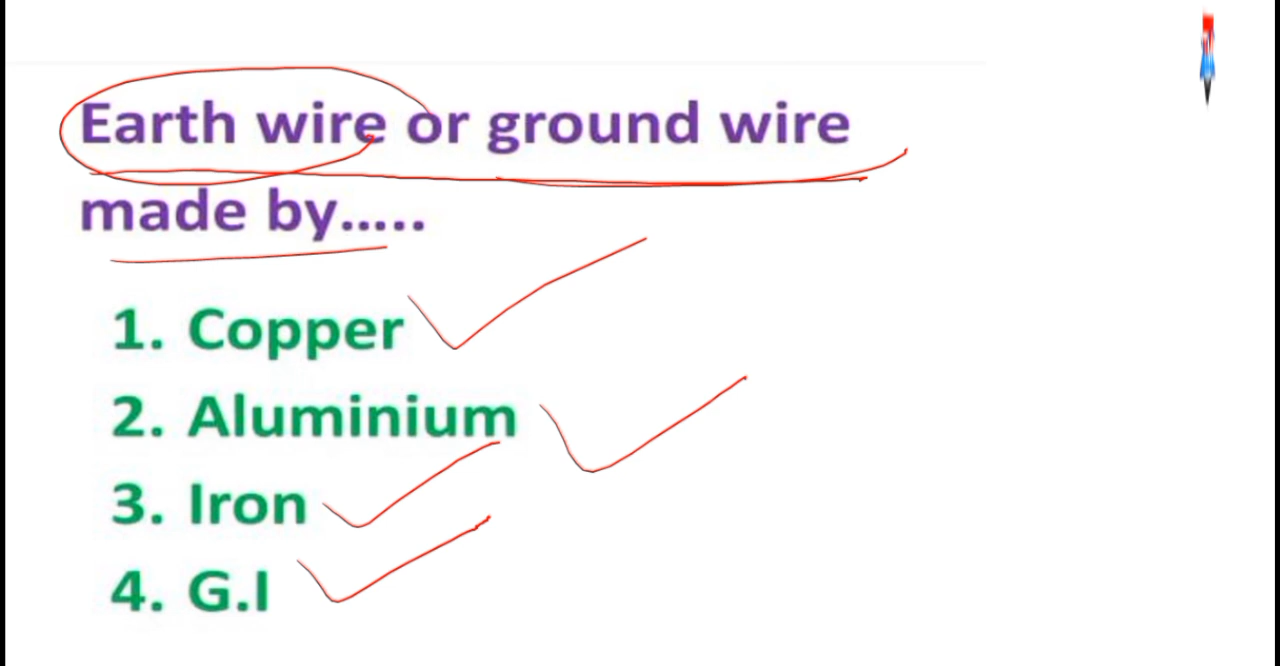 Earth wire or ground wire
made by.....
1. Copper
2. Aluminium
3. Iron
4. G.I